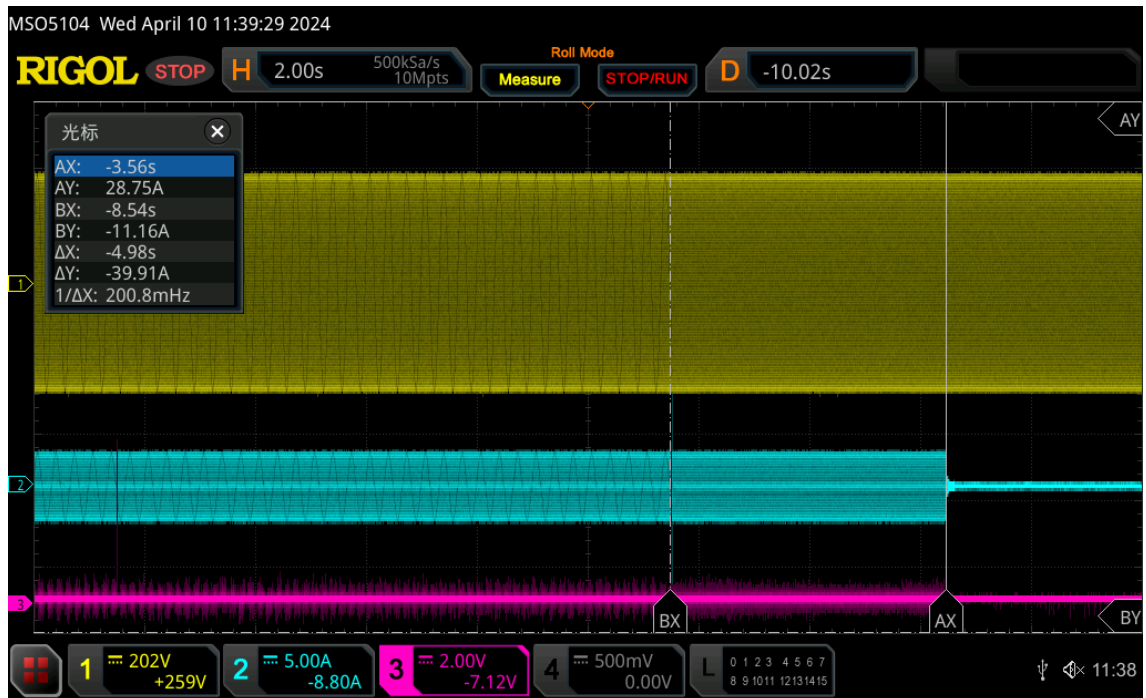 MSO5104 Wed April 10 11:39:29 2024
RIGOL STOP H 2.00s 500kSa/s 10Mpts Roll Mode Measure STOP/RUN D -10.02s
光标
AX: -3.56s
AY: 28.75A
BX: -8.54s
BY: -11.16A
ΔX: -4.98s
ΔY: -39.91A
1/ΔX: 200.8mHz
AY
1
2
3
BX
AX
BY
1 202V +259V
2 5.00A -8.80A
3 2.00V -7.12V
4 500mV 0.00V
L 0 1 2 3 4 5 6 7
8 9 10 11 12 13 14 15
11:38